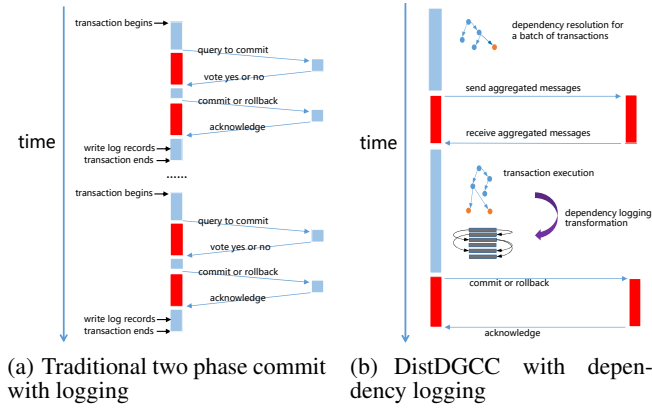 transaction begins
query to commit
vote yes or no
commit or rollback
acknowledge
time
write log records
transaction ends
......
transaction begins
query to commit
vote yes or no
commit or rollback
acknowledge
write log records
transaction ends
(a) Traditional two phase commit
with logging
dependency resolution for
a batch of transactions
send aggregated messages
time
receive aggregated messages
transaction execution
dependency logging
transformation
commit or rollback
acknowledge
(b) DistDGCC with depen-
dency logging